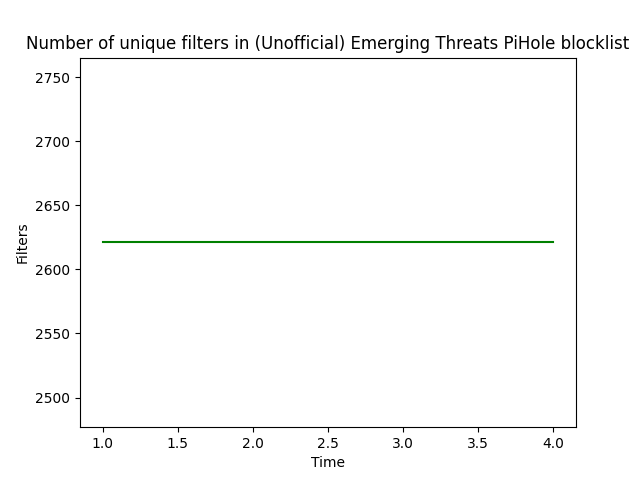 Number of unique filters in (Unofficial) Emerging Threats PiHole blocklist
2750
2700
2650
2600
2550
2500
Filters
1.0 1.5 2.0 2.5 3.0 3.5 4.0
Time